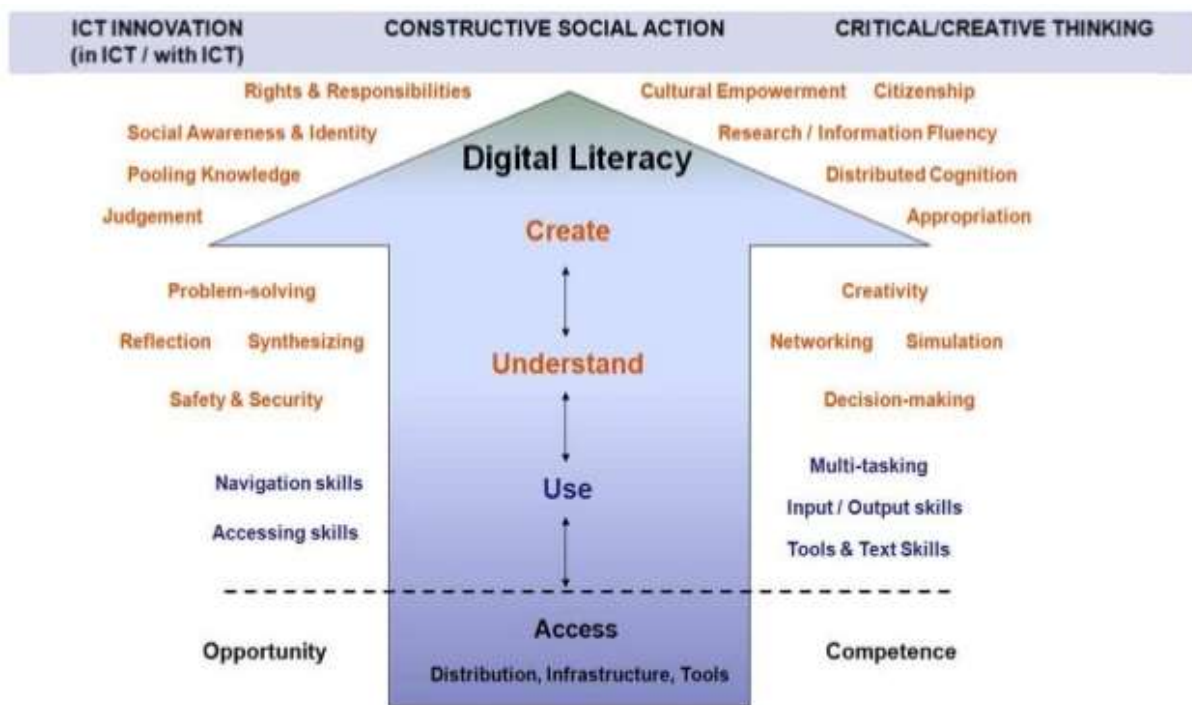 ICT INNOVATION
(in ICT / with ICT)
CONSTRUCTIVE SOCIAL ACTION
CRITICAL/CREATIVE THINKING
Rights & Responsibilities
Cultural Empowerment
Citizenship
Social Awareness & Identity
Research / Information Fluency
Digital Literacy
Pooling Knowledge
Distributed Cognition
Judgement
Appropriation
Create
Problem-solving
Creativity
Reflection
Synthesizing
Networking
Simulation
Understand
Safety & Security
Decision-making
Multi-tasking
Navigation skills
Use
Input / Output skills
Accessing skills
Tools & Text Skills
Access
Opportunity
Competence
Distribution, Infrastructure, Tools